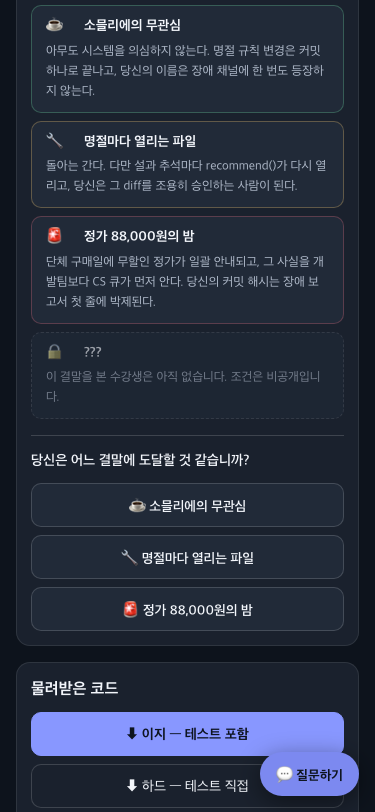 ☕ 소믈리에의 무관심
아무도 시스템을 의심하지 않는다. 명절 규칙 변경은 커밋
하나로 끝나고, 당신의 이름은 장애 채널에 한 번도 등장하
지 않는다.
🔧 명절마다 열리는 파일
돌아는 간다. 다만 설과 추석마다 recommend()가 다시 열
리고, 당신은 그 diff를 조용히 승인하는 사람이 된다.
🚨 정가 88,000원의 밤
단체 구매일에 무할인 정가가 일괄 안내되고, 그 사실을 개
발팀보다 CS 큐가 먼저 안다. 당신의 커밋 해시는 장애 보
고서 첫 줄에 박제된다.
🔒 ???
이 결말을 본 수강생은 아직 없습니다. 조건은 비공개입니
다.
당신은 어느 결말에 도달할 것 같습니까?
☕ 소믈리에의 무관심
🔧 명절마다 열리는 파일
🚨 정가 88,000원의 밤
물려받은 코드
⬇ 이지 — 테스트 포함
⬇ 하드 — 테스트 직접
💬 질문하기